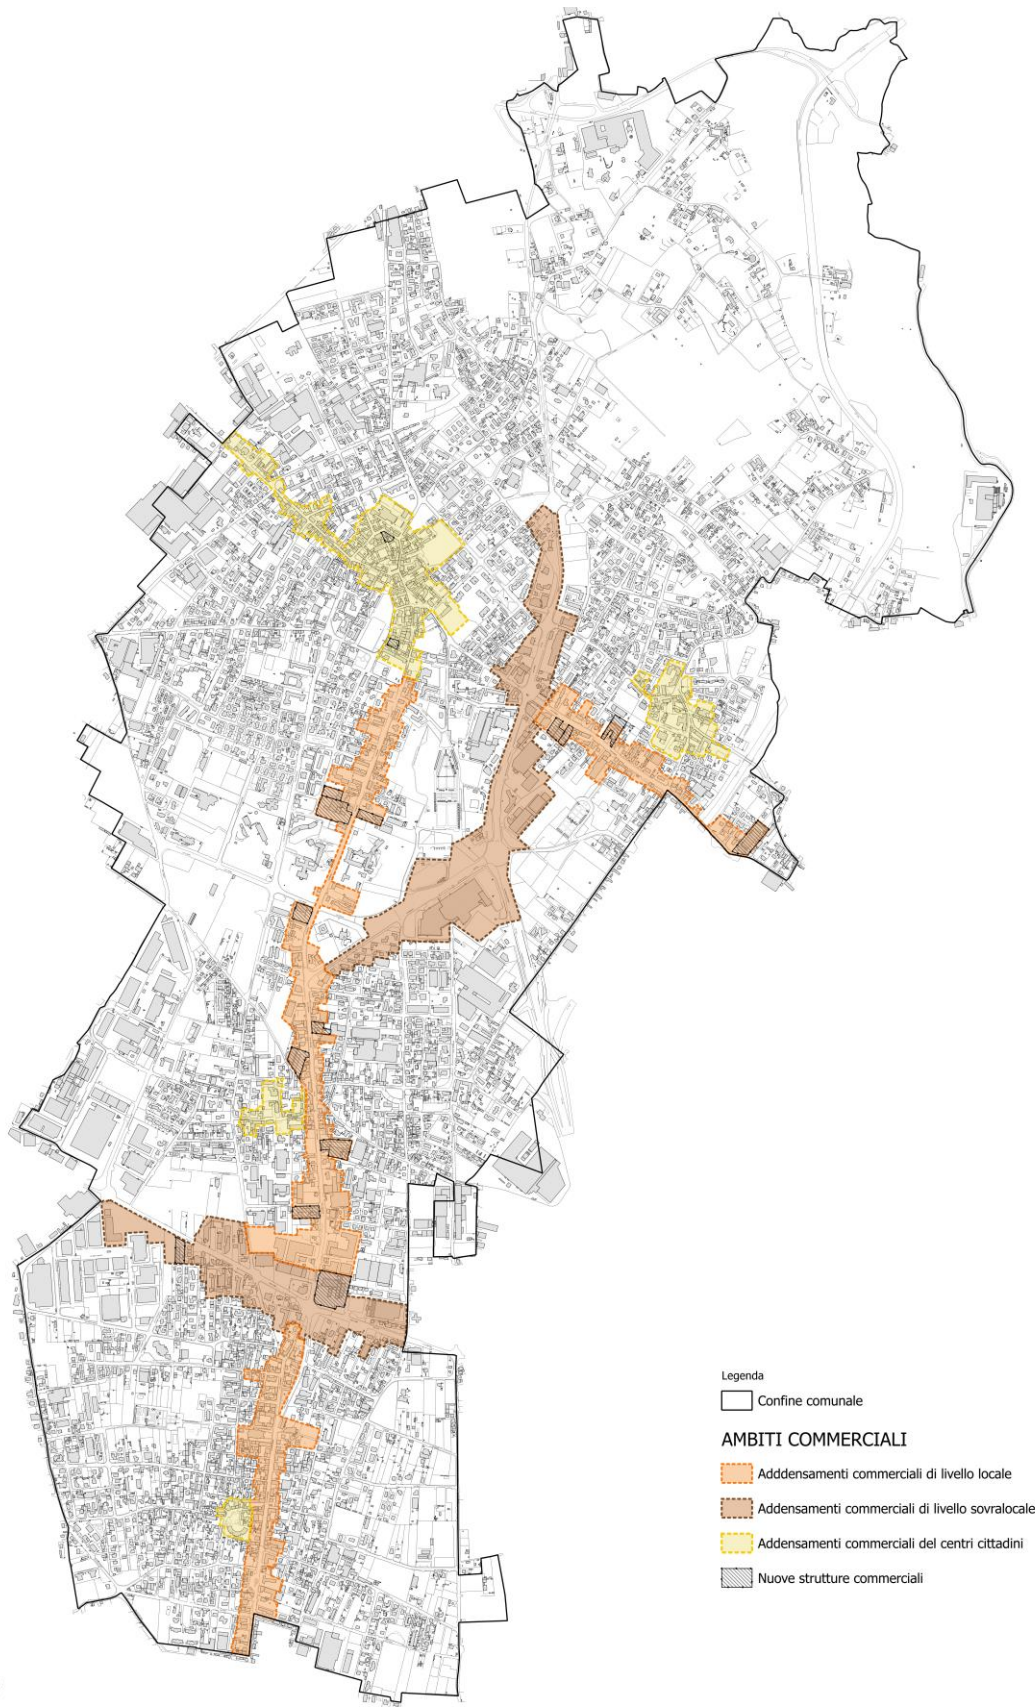 Legenda
Confine comunale
AMBITI COMMERCIALI
Adddensamenti commerciali di livello locale
Addensamenti commerciali di livello sovralocale
Addensamenti commerciali del centri cittadini
Nuove strutture commerciali